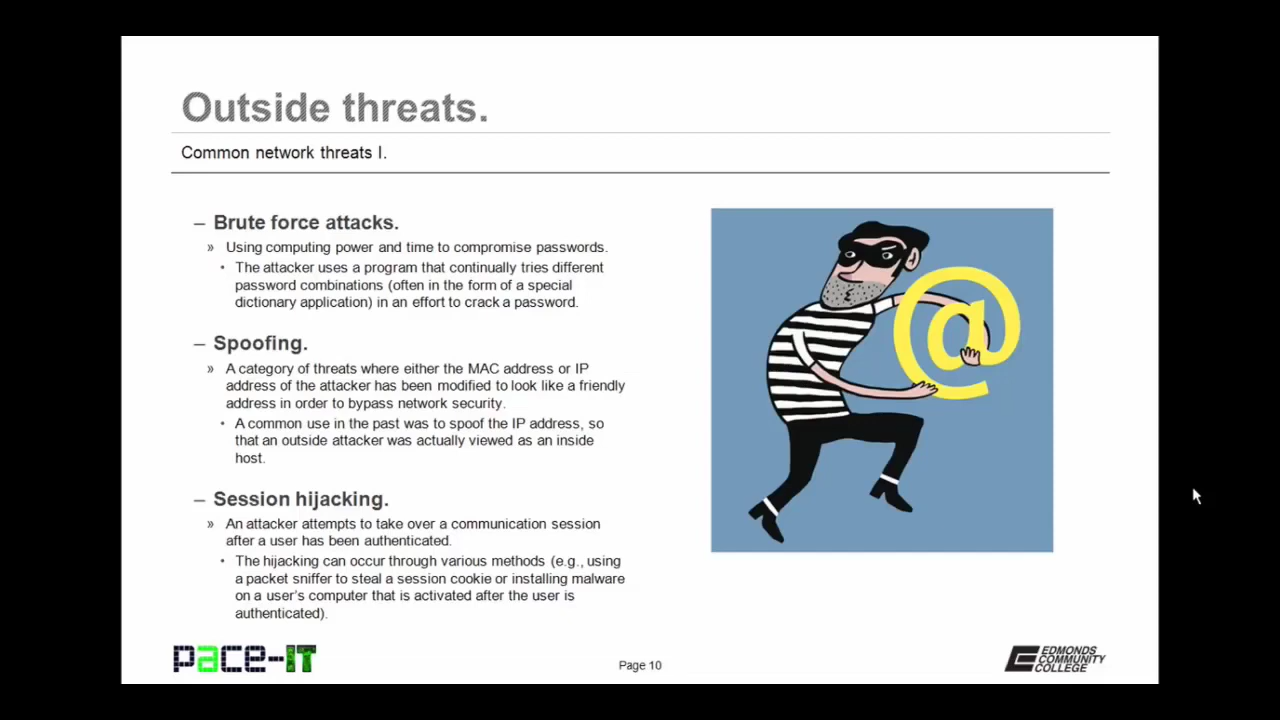 Outside threats.
Common network threats I.
– Brute force attacks.
» Using computing power and time to compromise passwords.
• The attacker uses a program that continually tries different
password combinations (often in the form of a special
dictionary application) in an effort to crack a password.
– Spoofing.
» A category of threats where either the MAC address or IP
address of the attacker has been modified to look like a friendly
address in order to bypass network security.
• A common use in the past was to spoof the IP address, so
that an outside attacker was actually viewed as an inside
host.
– Session hijacking.
» An attacker attempts to take over a communication session
after a user has been authenticated.
• The hijacking can occur through various methods (e.g., using
a packet sniffer to steal a session cookie or installing malware
on a user's computer that is activated after the user is
authenticated).
@
pace-IT
Page 10
EDMONDS
COMMUNITY
COLLEGE